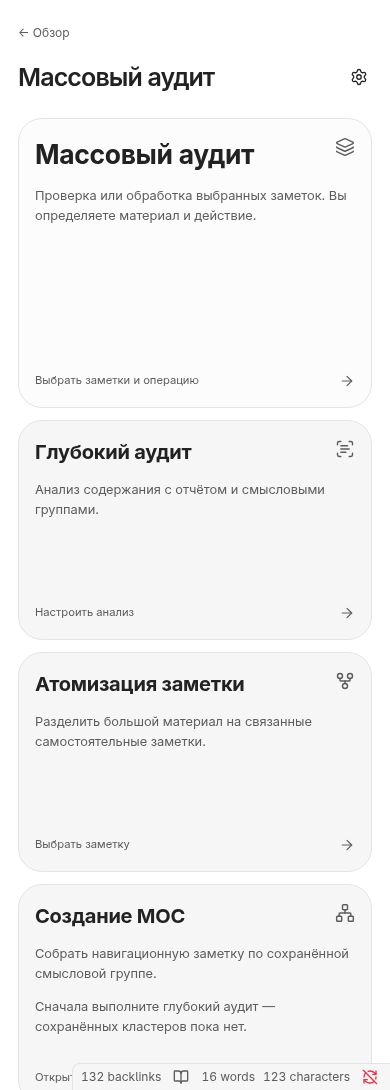 ← Обзор
Массовый аудит
Массовый аудит
Проверка или обработка выбранных заметок. Вы
определяете материал и действие.
Выбрать заметки и операцию
Глубокий аудит
Анализ содержания с отчётом и смысловыми
группами.
Настроить анализ
Атомизация заметки
Разделить большой материал на связанные
самостоятельные заметки.
Выбрать заметку
Создание MOC
Собрать навигационную заметку по сохранённой
смысловой группе.
Сначала выполните глубокий аудит —
сохранённых кластеров пока нет.
132 backlinks 16 words 123 characters